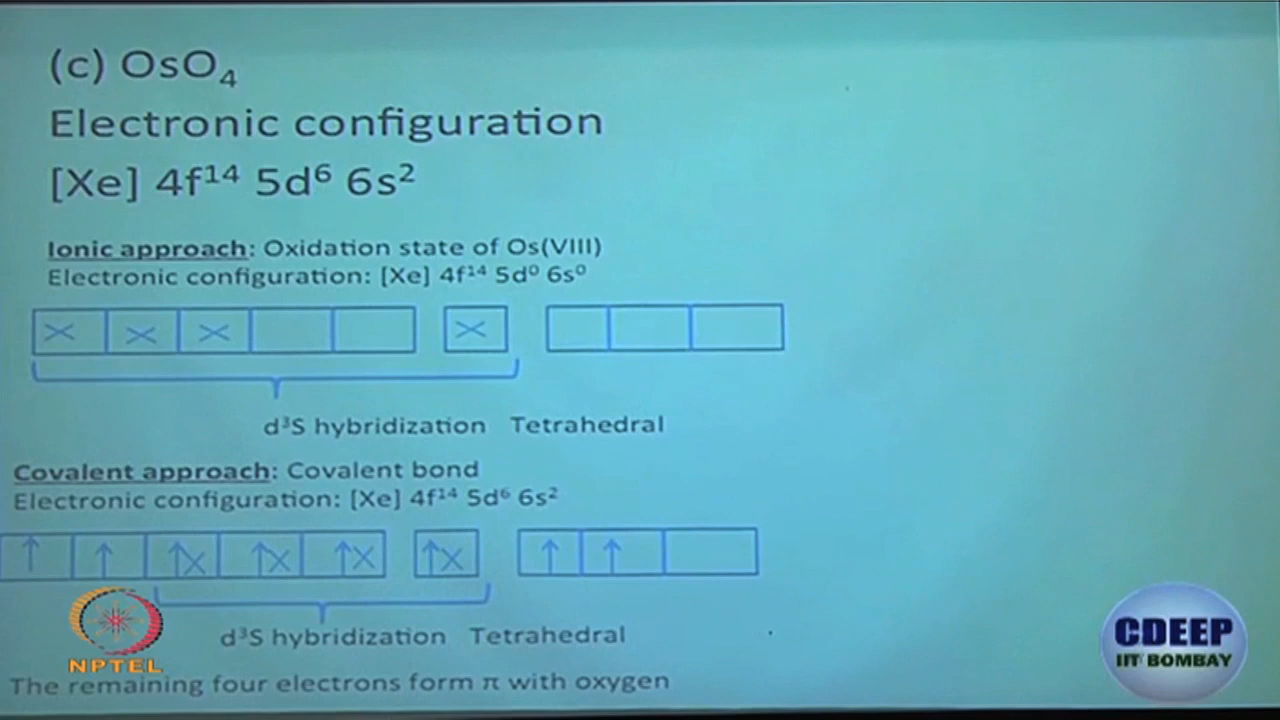 (c) OsO₄
Electronic configuration
[Xe] 4f¹⁴ 5d⁶ 6s²
Ionic approach: Oxidation state of Os(VIII)
Electronic configuration: [Xe] 4f¹⁴ 5d⁰ 6s⁰
d³S hybridization Tetrahedral
Covalent approach: Covalent bond
Electronic configuration: [Xe] 4f¹⁴ 5d⁶ 6s²
d³S hybridization Tetrahedral
The remaining four electrons form π with oxygen
NPTEL
CDEEP
IIT BOMBAY